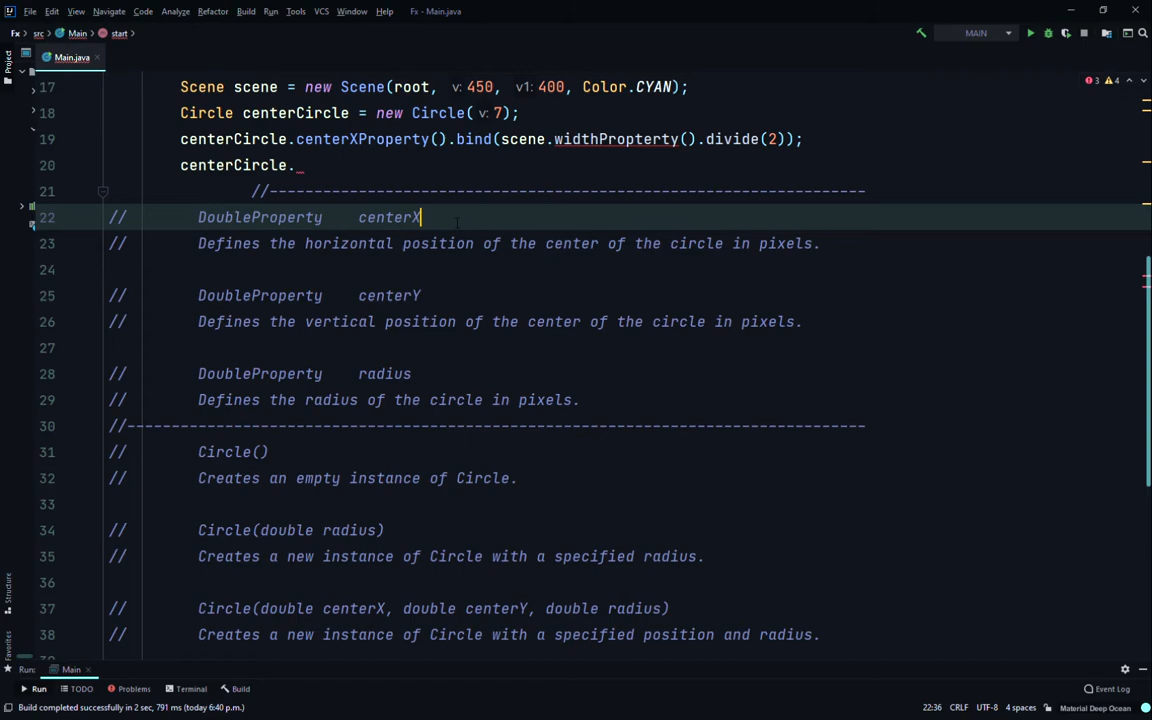 File Edit View Navigate Code Analyze Refactor Build Run Tools VCS Window Help Fx - Main.java
Fx src Main start MAIN
Project Main.java
17 Scene scene = new Scene(root, v: 450, v1: 400, Color.CYAN); 3 4
18 Circle centerCircle = new Circle( v: 7);
19 centerCircle.centerXProperty().bind(scene.widthPropterty().divide(2));
20 centerCircle.
21 //-------------------------------------------------------------------
22 // DoubleProperty centerX
23 // Defines the horizontal position of the center of the circle in pixels.
24
25 // DoubleProperty centerY
26 // Defines the vertical position of the center of the circle in pixels.
27
28 // DoubleProperty radius
29 // Defines the radius of the circle in pixels.
30 //-----------------------------------------------------------------------------------
31 // Circle()
32 // Creates an empty instance of Circle.
33
34 // Circle(double radius)
35 // Creates a new instance of Circle with a specified radius.
36
37 // Circle(double centerX, double centerY, double radius)
38 // Creates a new instance of Circle with a specified position and radius.
Structure
Favorites
Run: Main
Run TODO Problems Terminal Build Event Log
Build completed successfully in 2 sec, 791 ms (today 6:40 p.m.) 22:36 CRLF UTF-8 4 spaces Material Deep Ocean